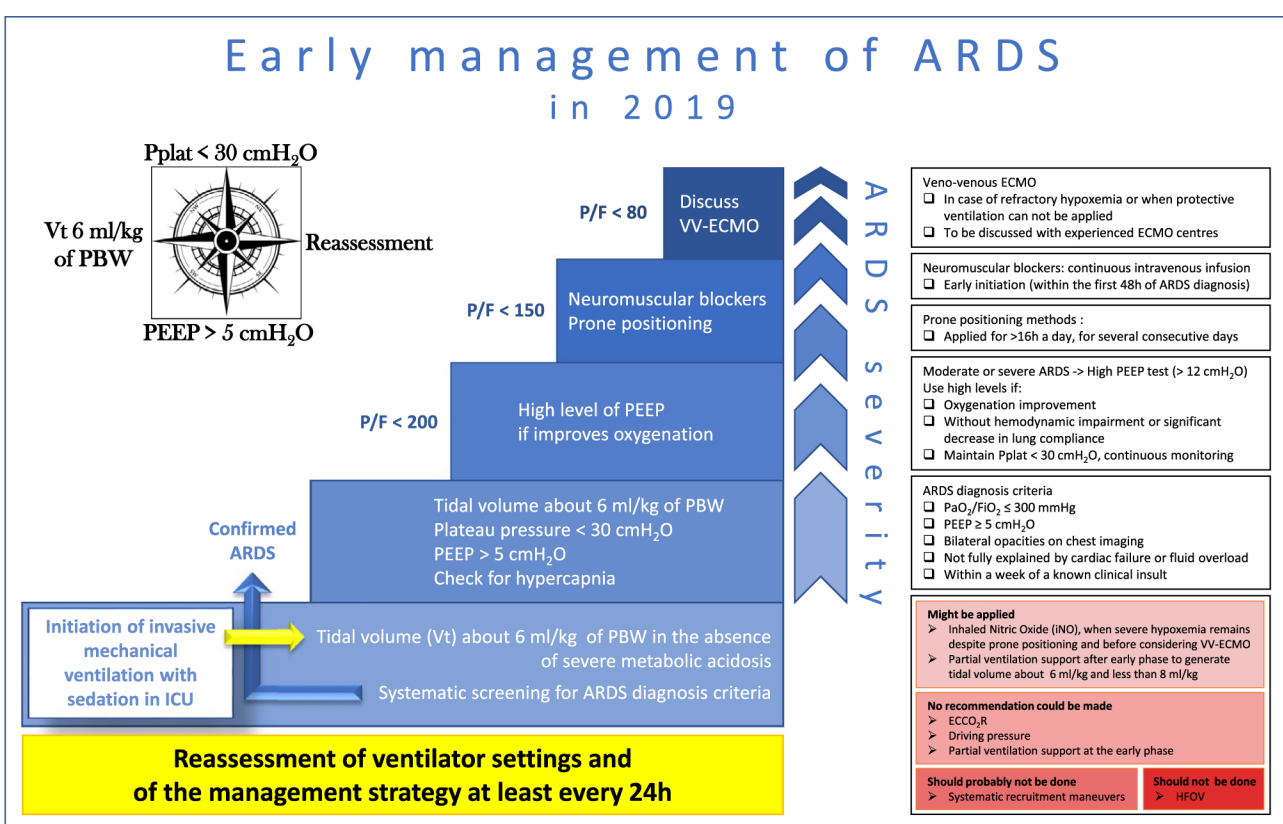 Early management of ARDS
in 2019
Pplat < 30 cmH₂O
Vt 6 ml/kg
of PBW
Reassessment
PEEP > 5 cmH₂O
P/F < 80
Discuss
VV-ECMO
P/F < 150
Neuromuscular blockers
Prone positioning
P/F < 200
High level of PEEP
if improves oxygenation
Tidal volume about 6 ml/kg of PBW
Plateau pressure < 30 cmH₂O
PEEP > 5 cmH₂O
Check for hypercapnia
Confirmed
ARDS
Initiation of invasive
mechanical
ventilation with
sedation in ICU
Tidal volume (Vt) about 6 ml/kg of PBW in the absence
of severe metabolic acidosis
Systematic screening for ARDS diagnosis criteria
Reassessment of ventilator settings and
of the management strategy at least every 24h
ARDS severity
Veno-venous ECMO
❑ In case of refractory hypoxemia or when protective
ventilation can not be applied
❑ To be discussed with experienced ECMO centres
Neuromuscular blockers: continuous intravenous infusion
❑ Early initiation (within the first 48h of ARDS diagnosis)
Prone positioning methods :
❑ Applied for >16h a day, for several consecutive days
Moderate or severe ARDS -> High PEEP test (> 12 cmH₂O)
Use high levels if:
❑ Oxygenation improvement
❑ Without hemodynamic impairment or significant
decrease in lung compliance
❑ Maintain Pplat < 30 cmH₂O, continuous monitoring
ARDS diagnosis criteria
❑ PaO₂/FiO₂ ≤ 300 mmHg
❑ PEEP ≥ 5 cmH₂O
❑ Bilateral opacities on chest imaging
❑ Not fully explained by cardiac failure or fluid overload
❑ Within a week of a known clinical insult
Might be applied
➢ Inhaled Nitric Oxide (iNO), when severe hypoxemia remains
despite prone positioning and before considering VV-ECMO
➢ Partial ventilation support after early phase to generate
tidal volume about 6 ml/kg and less than 8 ml/kg
No recommendation could be made
➢ ECCO₂R
➢ Driving pressure
➢ Partial ventilation support at the early phase
Should probably not be done
➢ Systematic recruitment maneuvers
Should not be done
➢ HFOV